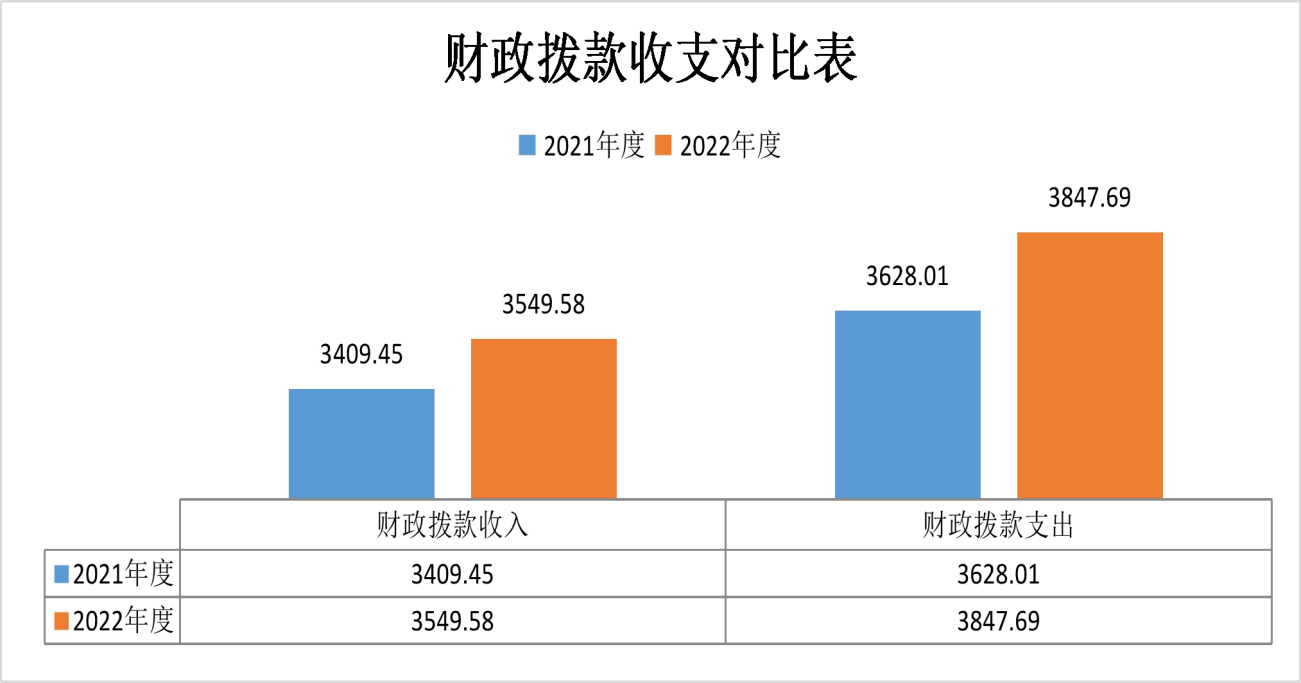 财政拨款收支对比表
2021年度 2022年度
3847.69
3628.01
3549.58
3409.45
财政拨款收入 财政拨款支出
2021年度 3409.45 3628.01
2022年度 3549.58 3847.69